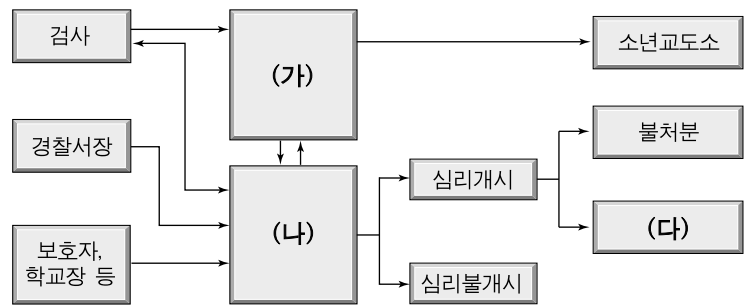 검사
(가)
소년교도소
경찰서장
불처분
심리개시
(나)
(다)
보호자,
학교장 등
심리불개시